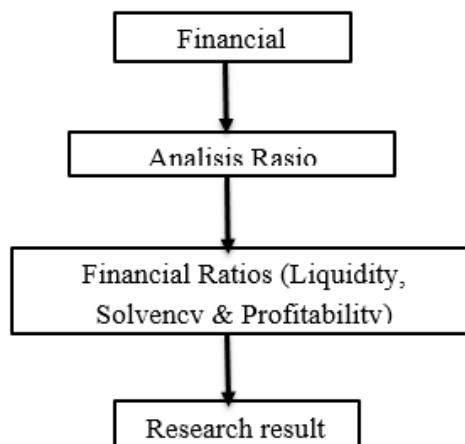 Financial
Analisis Rasio
Financial Ratios (Liquidity,
Solvency & Profitability)
Research result